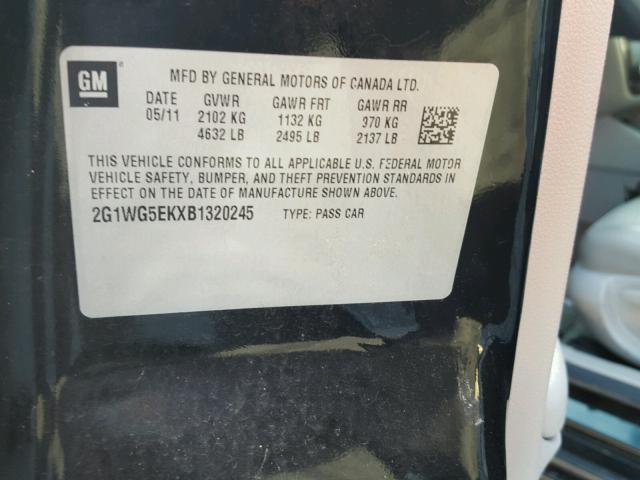 GM
MFD BY GENERAL MOTORS OF CANADA LTD.
DATE GVWR GAWR FRT GAWR RR
05/11 2102 KG 1132 KG 970 KG
4632 LB 2495 LB 2137 LB
THIS VEHICLE CONFORMS TO ALL APPLICABLE U.S. FEDERAL MOTOR
VEHICLE SAFETY, BUMPER, AND THEFT PREVENTION STANDARDS IN
EFFECT ON THE DATE OF MANUFACTURE SHOWN ABOVE.
2G1WG5EKXB1320245 TYPE: PASS CAR